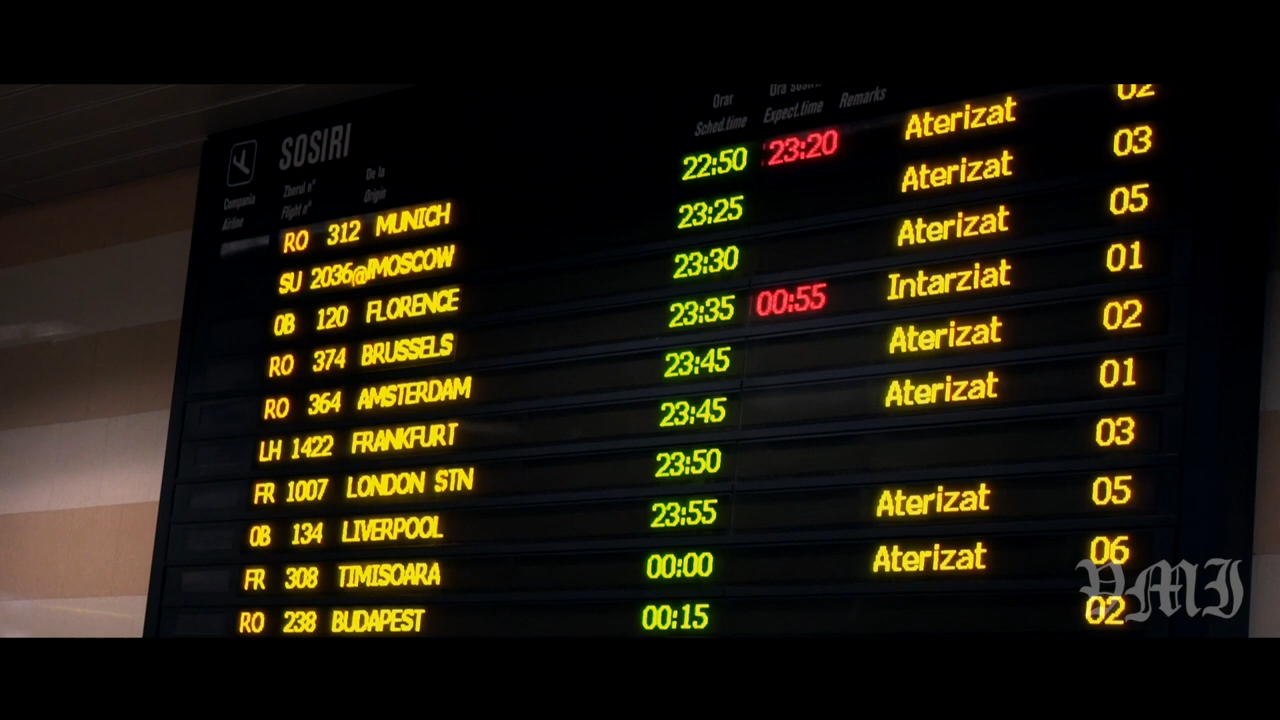 SOSIRI
Orar Ora sosirii
Sched.time Expect.time Remarks
Compania Zborul n° De la
Airline Flight n° Origin
RO 312 MUNICH 22:50 23:20 Aterizat 02
SU 2036@MOSCOW 23:25 Aterizat 03
0B 120 FLORENCE 23:30 Aterizat 05
RO 374 BRUSSELS 23:35 00:55 Intarziat 01
RO 364 AMSTERDAM 23:45 Aterizat 02
LH 1422 FRANKFURT 23:45 Aterizat 01
FR 1007 LONDON STN 23:50 03
0B 134 LIVERPOOL 23:55 Aterizat 05
FR 308 TIMISOARA 00:00 Aterizat 06
RO 238 BUDAPEST 00:15 02